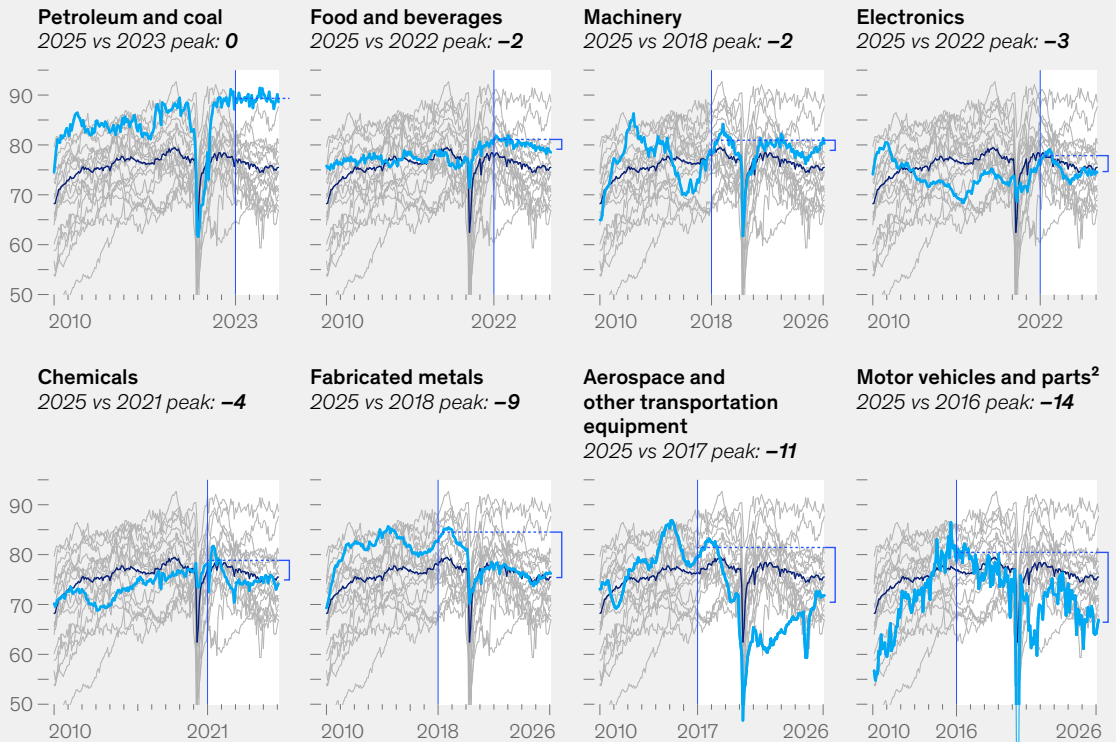 Petroleum and coal
2025 vs 2023 peak: 0
Food and beverages
2025 vs 2022 peak: –2
Machinery
2025 vs 2018 peak: –2
Electronics
2025 vs 2022 peak: –3
90
80
70
60
50
2010
2023
2010
2022
2010
2018
2026
2010
2022
Chemicals
2025 vs 2021 peak: –4
Fabricated metals
2025 vs 2018 peak: –9
Aerospace and
other transportation
equipment
2025 vs 2017 peak: –11
Motor vehicles and parts²
2025 vs 2016 peak: –14
90
80
70
60
50
2010
2021
2010
2018
2026
2010
2017
2026
2010
2016
2026